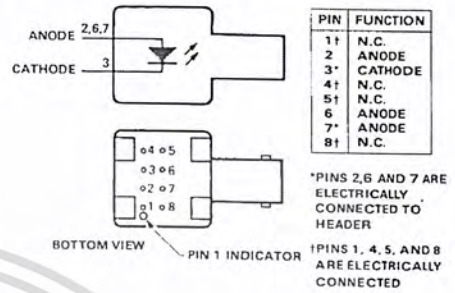 ANODE 2,6,7
CATHODE 3
PIN FUNCTION
1† N.C.
2 ANODE
3* CATHODE
4† N.C.
5† N.C.
6 ANODE
7* ANODE
8† N.C.
o4 o5
o3 o6
o2 o7
o1 o8
BOTTOM VIEW
PIN 1 INDICATOR
*PINS 2,6 AND 7 ARE
ELECTRICALLY
CONNECTED TO
HEADER
†PINS 1, 4, 5, AND 8
ARE ELECTRICALLY
CONNECTED